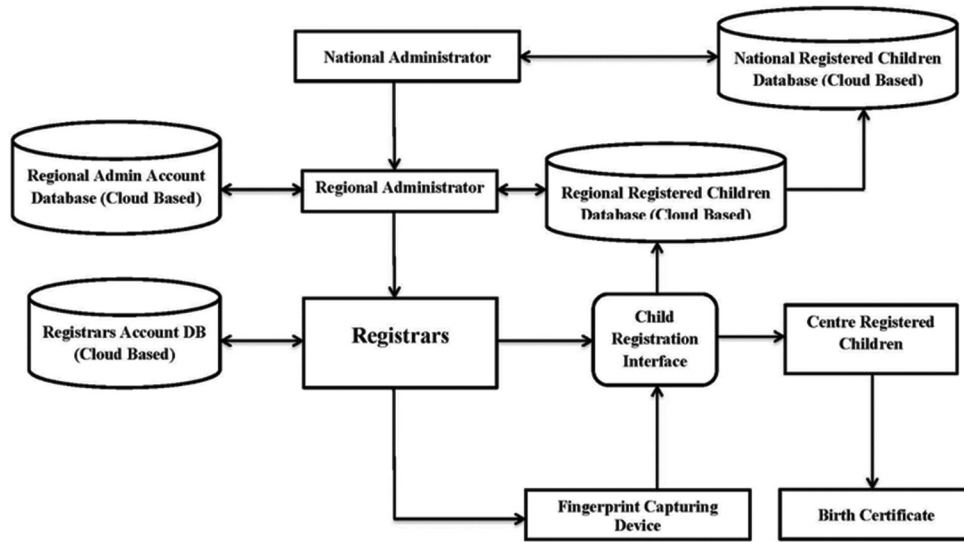 National Administrator
National Registered Children
Database (Cloud Based)
Regional Admin Account
Database (Cloud Based)
Regional Administrator
Regional Registered Children
Database (Cloud Based)
Registrars Account DB
(Cloud Based)
Registrars
Child
Registration
Interface
Centre Registered
Children
Fingerprint Capturing
Device
Birth Certificate